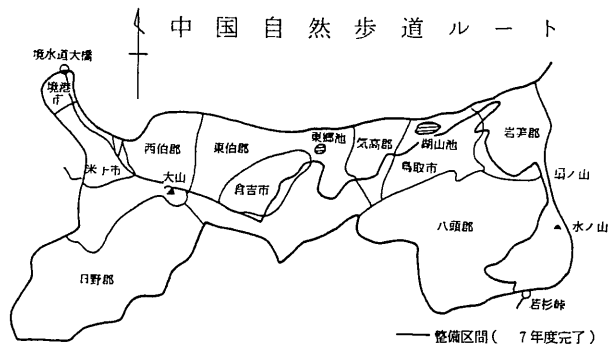 中国自然歩道ルート
境水道大橋
境港市
米子市
西伯郡
大山
東伯郡
倉吉市
東郷池
気高郡
湖山池
鳥取市
岩美郡
扇ノ山
氷ノ山
八頭郡
日野郡
若杉峠
整備区間( 7年度完了)